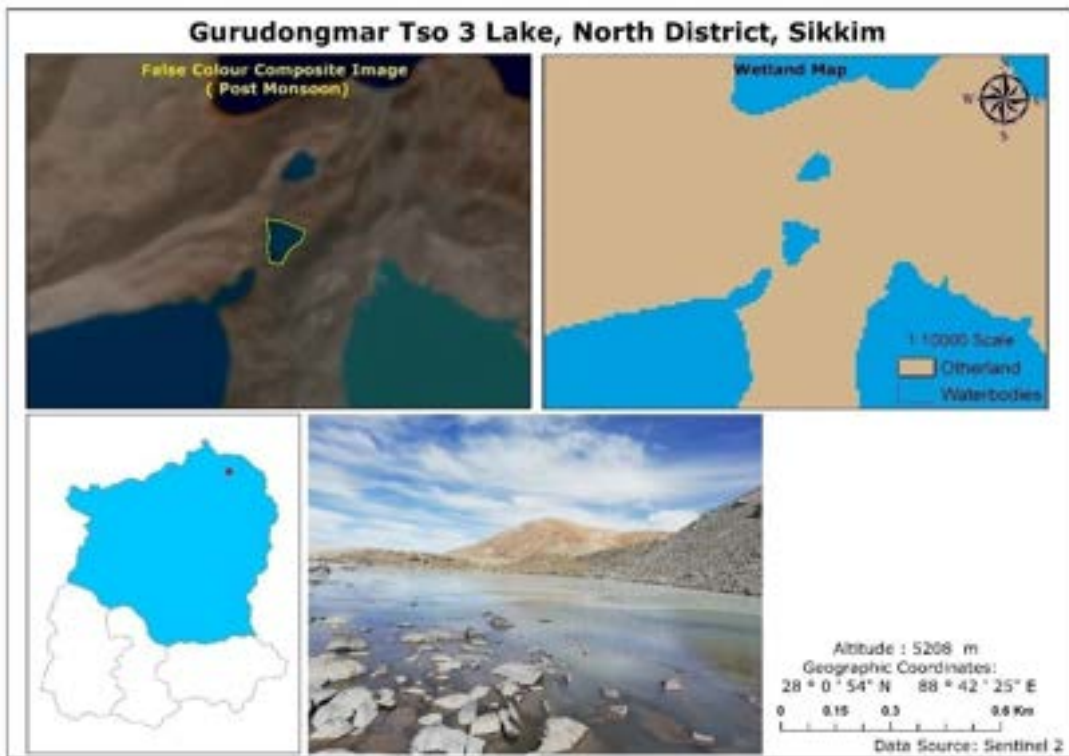 Gurudongmar Tso 3 Lake, North District, Sikkim
False Colour Composite Image
( Post Monsoon)
Wetland Map
N
W
E
S
1:10000 Scale
Otherland
Waterbodies
Altitude : 5208 m
Geographic Coordinates:
28 ° 0 ' 54" N 88 ° 42 ' 25" E
0 0.15 0.3 0.6 Km
Data Source: Sentinel 2